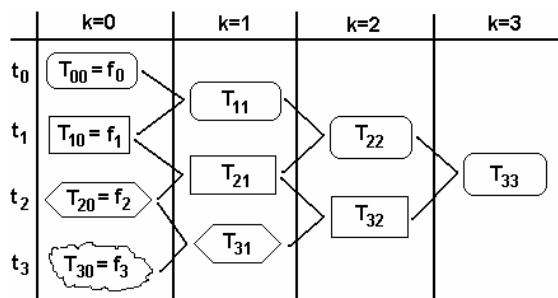 k=0 k=1 k=2 k=3
t₀ T₀₀ = f₀
T₁₁
t₁ T₁₀ = f₁ T₂₂
T₂₁ T₃₃
t₂ T₂₀ = f₂ T₃₂
T₃₁
t₃ T₃₀ = f₃